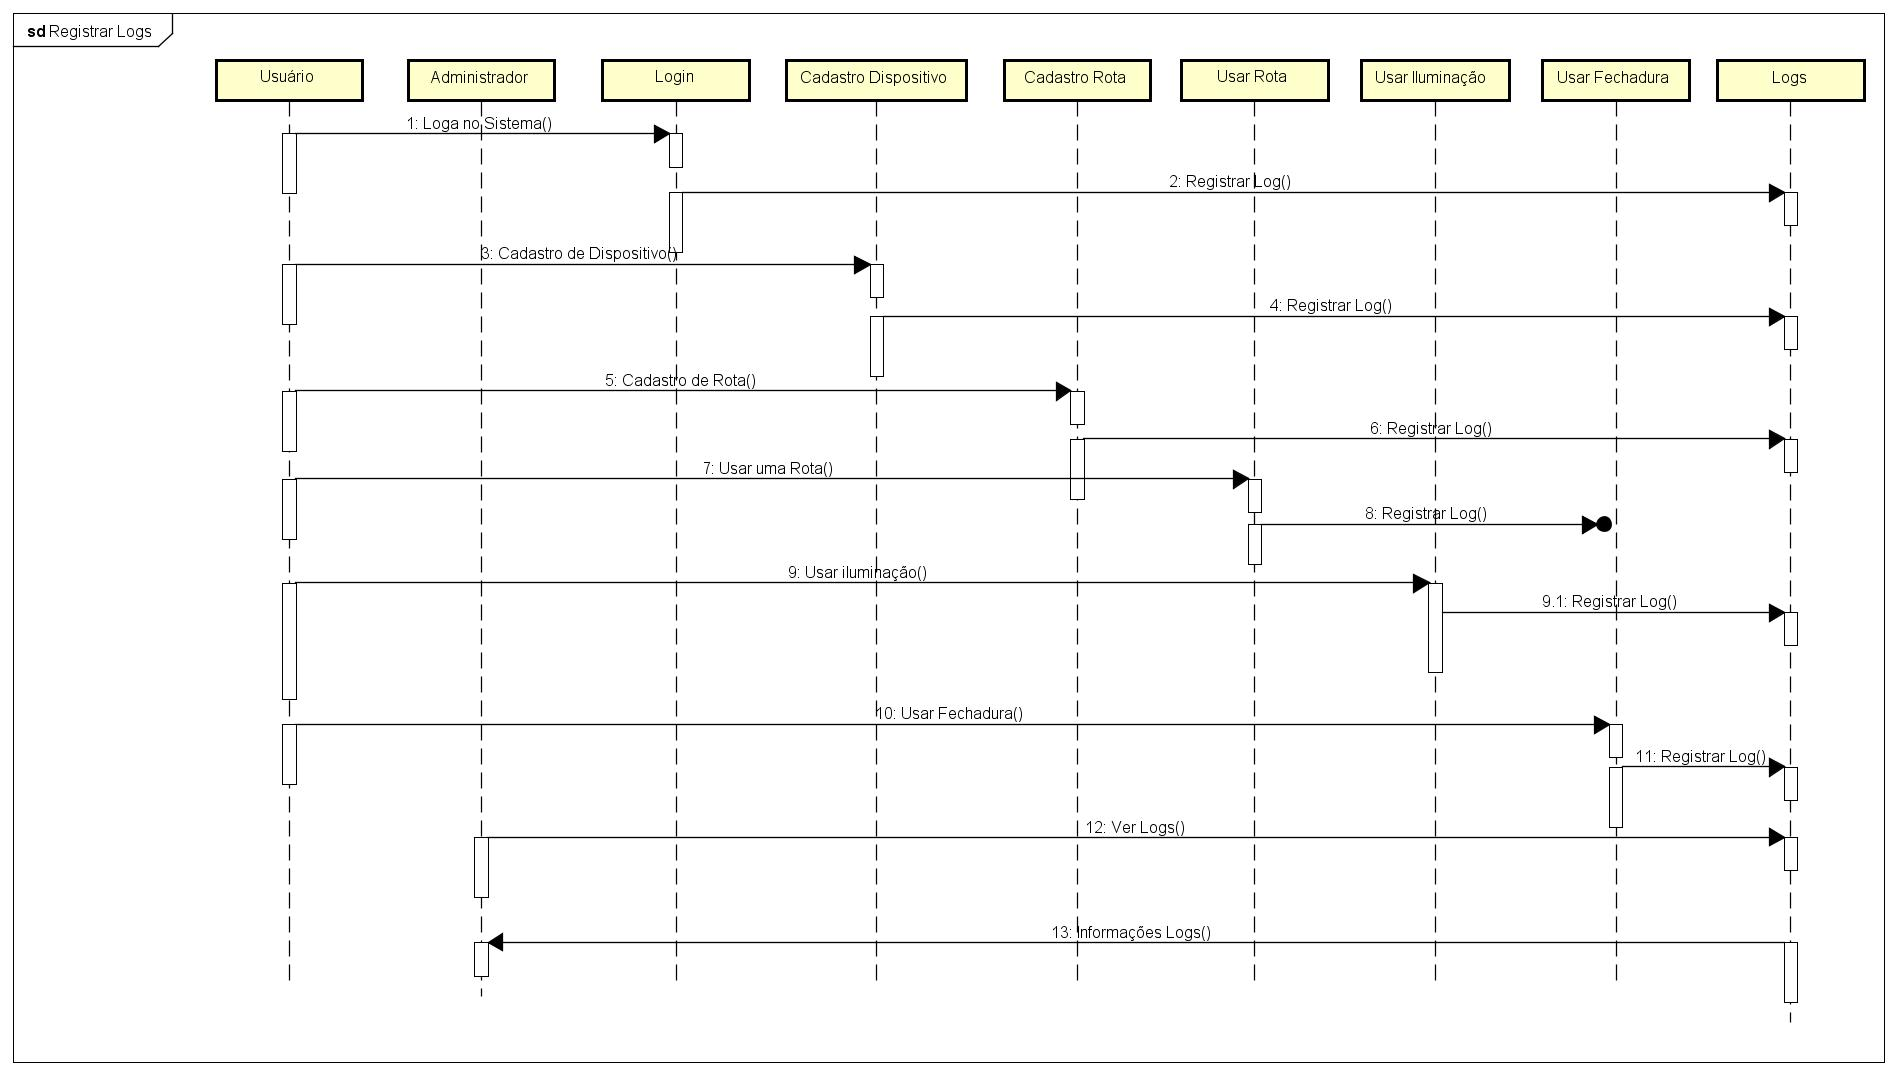 sd Registrar Logs
Usuário
Administrador
Login
Cadastro Dispositivo
Cadastro Rota
Usar Rota
Usar Iluminação
Usar Fechadura
Logs
1: Loga no Sistema()
2: Registrar Log()
3: Cadastro de Dispositivo()
4: Registrar Log()
5: Cadastro de Rota()
6: Registrar Log()
7: Usar uma Rota()
8: Registrar Log()
9: Usar iluminação()
9.1: Registrar Log()
10: Usar Fechadura()
11: Registrar Log()
12: Ver Logs()
13: Informações Logs()